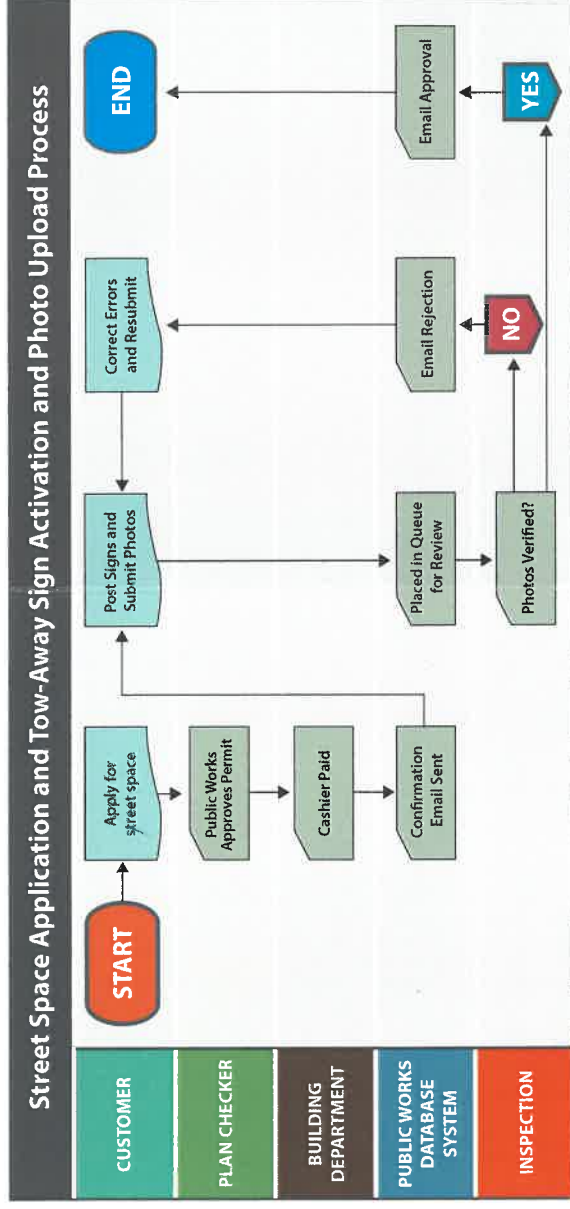 Street Space Application and Tow-Away Sign Activation and Photo Upload Process
CUSTOMER
START
Apply for
street space
Post Signs and
Submit Photos
Correct Errors
and Resubmit
END
PLAN CHECKER
Public Works
Approves Permit
BUILDING
DEPARTMENT
Cashier Paid
PUBLIC WORKS
DATABASE
SYSTEM
Confirmation
Email Sent
Placed in Queue
for Review
Email Rejection
Email Approval
INSPECTION
Photos Verified?
NO
YES